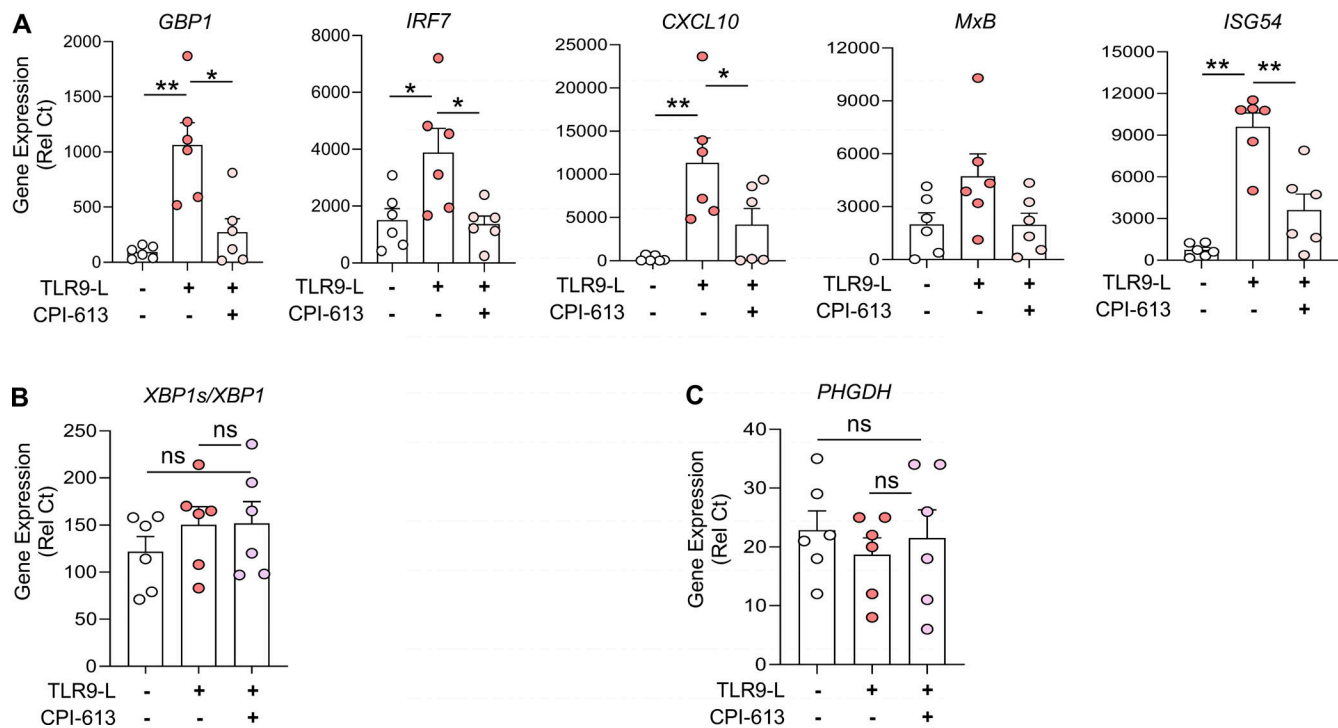 A
GBP1
IRF7
CXCL10
MxB
ISG54
Gene Expression
(Rel Ct)
2000
1500
1000
500
0
** *
8000
6000
4000
2000
0
* *
25000
20000
15000
10000
5000
0
** *
12000
9000
6000
3000
0
15000
12000
9000
6000
3000
0
** **
TLR9-L - + +
CPI-613 - - +
TLR9-L - + +
CPI-613 - - +
TLR9-L - + +
CPI-613 - - +
TLR9-L - + +
CPI-613 - - +
TLR9-L - + +
CPI-613 - - +
B
XBP1s/XBP1
Gene Expression
(Rel Ct)
250
200
150
100
50
0
ns
ns
TLR9-L - + +
CPI-613 - - +
C
PHGDH
Gene Expression
(Rel Ct)
40
30
20
10
0
ns
ns
TLR9-L - + +
CPI-613 - - +